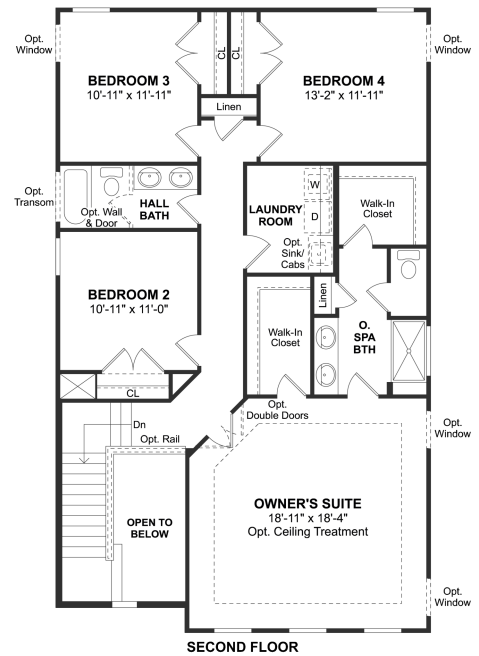 Opt.
Window
Opt.
Window
CL
CL
BEDROOM 3
10'-11" x 11'-11"
BEDROOM 4
13'-2" x 11'-11"
Linen
Opt.
Transom
HALL
BATH
Opt. Wall
& Door
W
D
LAUNDRY
ROOM
Opt.
Sink/
Cabs
Walk-In
Closet
BEDROOM 2
10'-11" x 11'-0"
Linen
Walk-In
Closet
O.
SPA
BTH
CL
Opt.
Double Doors
Dn
Opt. Rail
Opt.
Window
OPEN TO
BELOW
OWNER'S SUITE
18'-11" x 18'-4"
Opt. Ceiling Treatment
Opt.
Window
SECOND FLOOR